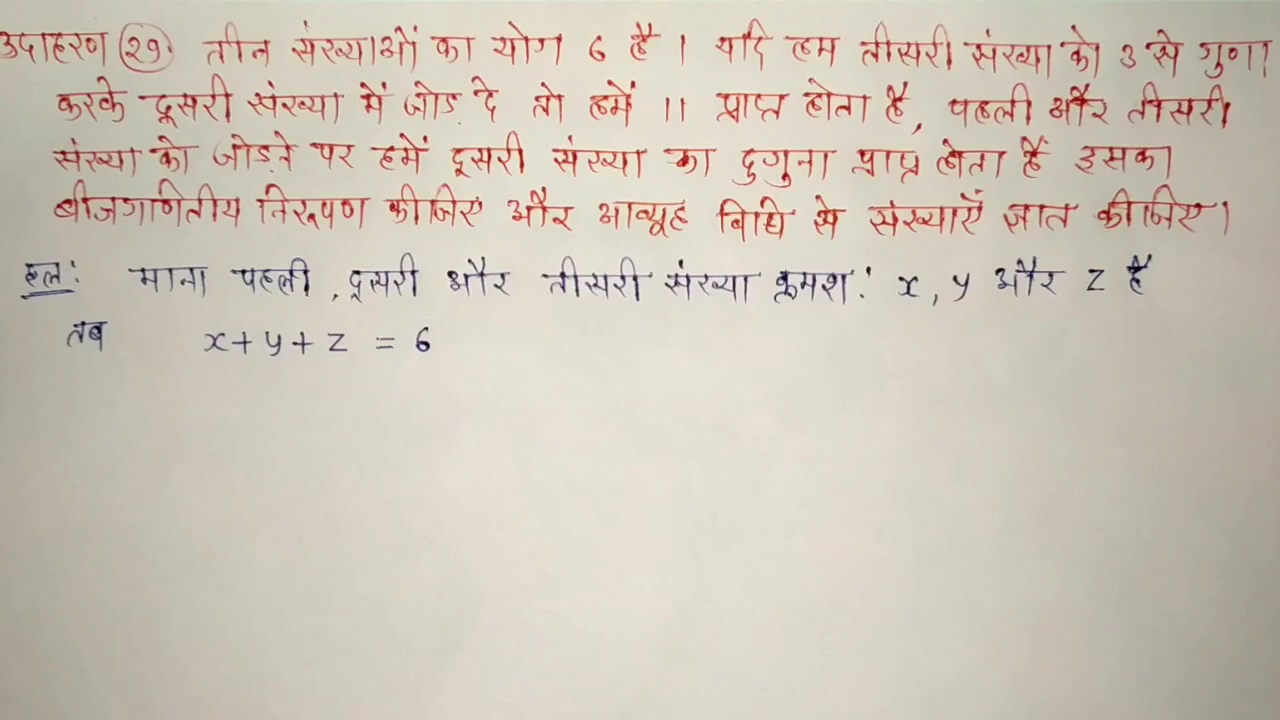 उदाहरण (29) तीन संख्याओं का योग 6 है । यदि हम तीसरी संख्या को 3 से गुणा
करके दूसरी संख्या में जोड़ दे तो हमें 11 प्राप्त होता है, पहली और तीसरी
संख्या को जोड़ने पर हमें दूसरी संख्या का दुगुना प्राप्त होता हैं इसका
बीजगणितीय निरूपण कीजिए और आव्यूह विधि से संख्याएँ ज्ञात कीजिए।
हल: माना पहली, दूसरी और तीसरी संख्या क्रमश: x, y और z है
तब x+y+z = 6